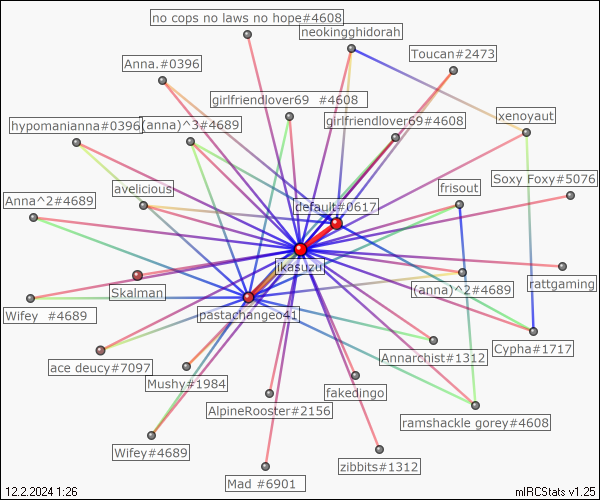 no cops no laws no hope#4608
neokingghidorah
Toucan#2473
Anna.#0396
girlfriendlover69 #4608
xenoyaut
hypomanianna#0396
(anna)^3#4689
girlfriendlover69#4608
Soxy Foxy#5076
avelicious
frisout
Anna^2#4689
default#0617
ikasuzu
rattgaming
Skalman
(anna)^2#4689
Wifey #4689
pastachangeo41
Cypha#1717
Annarchist#1312
ace deucy#7097
Mushy#1984
fakedingo
AlpineRooster#2156
ramshackle gorey#4608
Wifey#4689
zibbits#1312
Mad #6901
12.2.2024 1:26
mIRCStats v1.25